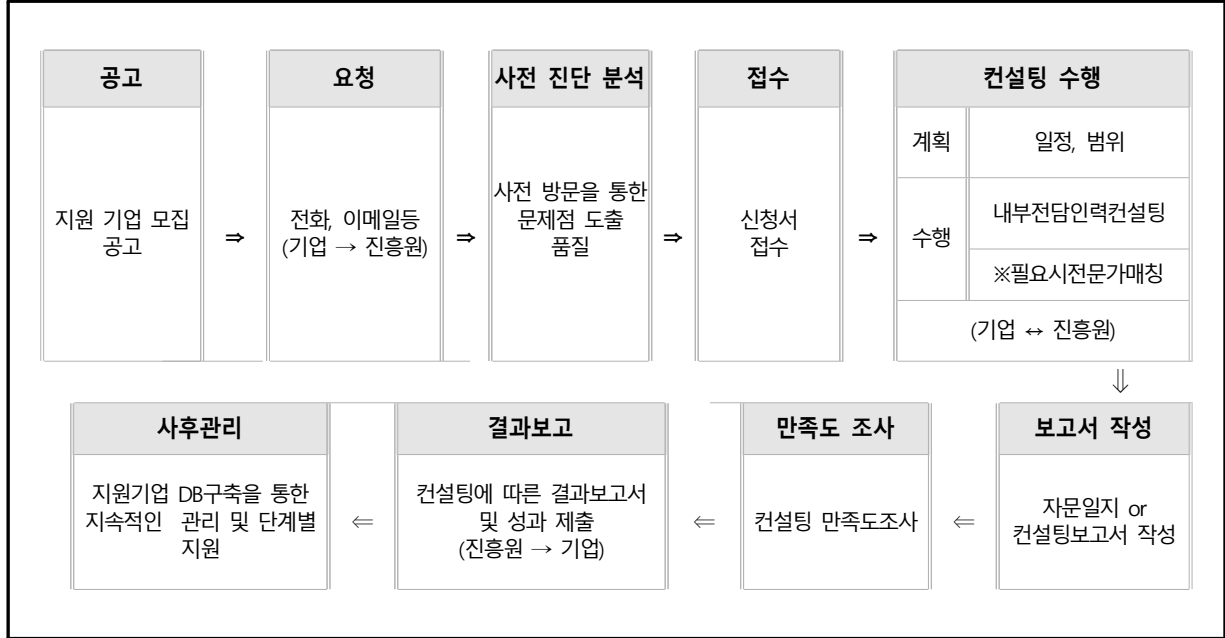 공고
지원 기업 모집
공고
⇒
요청
전화, 이메일등
(기업 → 진흥원)
⇒
사전 진단 분석
사전 방문을 통한
문제점 도출
품질
⇒
접수
신청서
접수
⇒
컨설팅 수행
계획
일정, 범위
수행
내부전담인력컨설팅
※필요시전문가매칭
(기업 ↔ 진흥원)
⇓
보고서 작성
자문일지 or
컨설팅보고서 작성
⇐
만족도 조사
컨설팅 만족도조사
⇐
결과보고
컨설팅에 따른 결과보고서
및 성과 제출
(진흥원 → 기업)
⇐
사후관리
지원기업 DB구축을 통한
지속적인 관리 및 단계별
지원